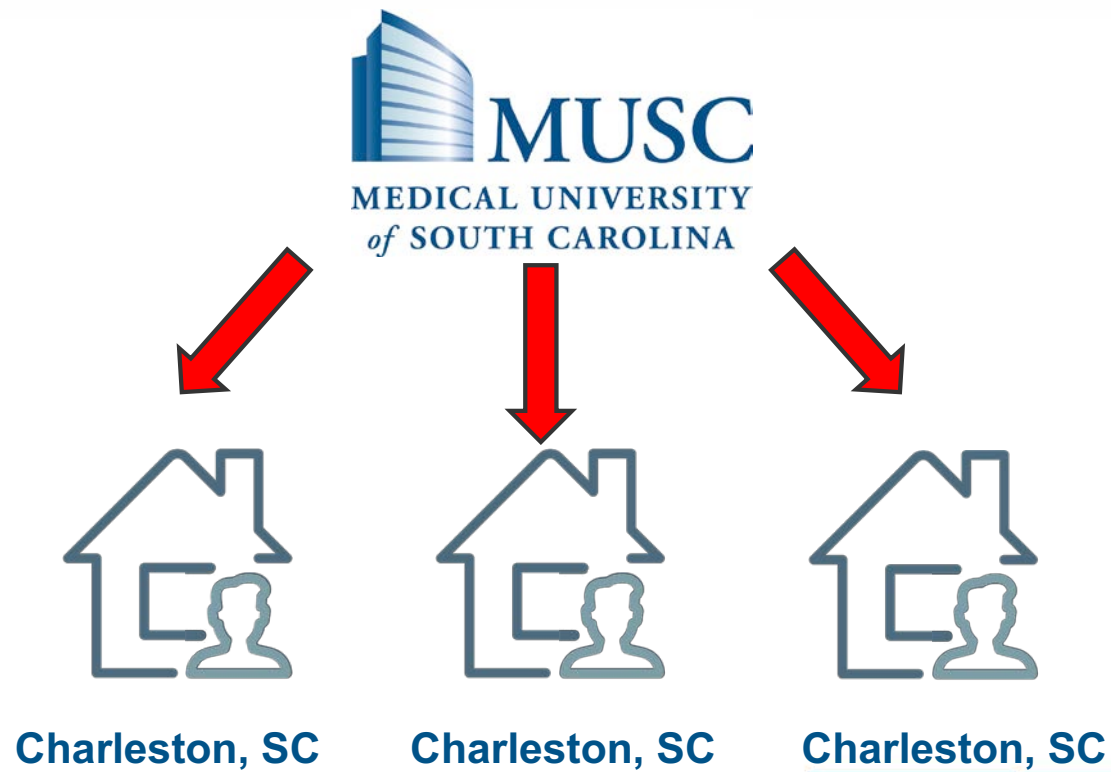 MUSC
MEDICAL UNIVERSITY
of SOUTH CAROLINA
Charleston, SC
Charleston, SC
Charleston, SC